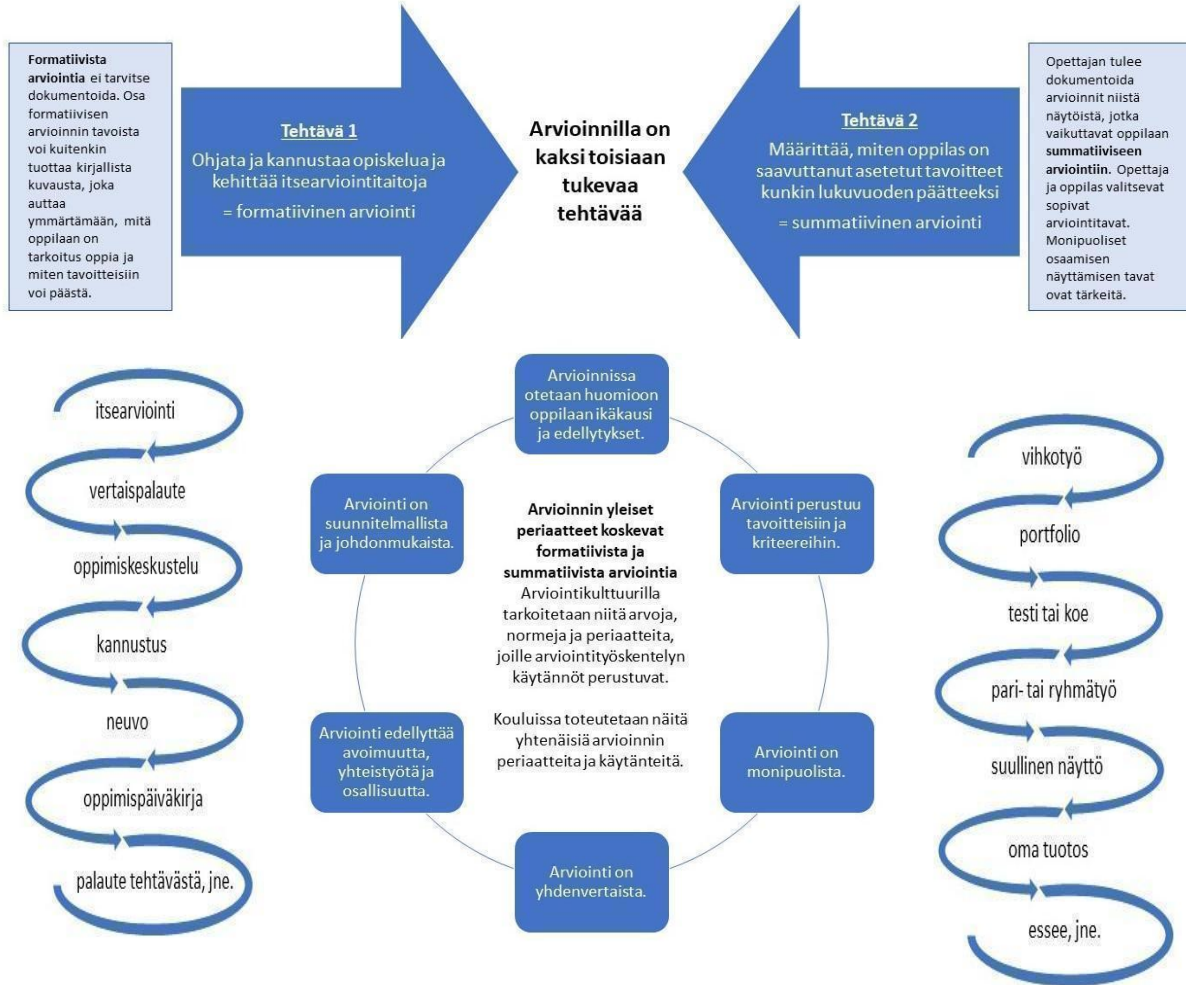 Formatiivista
arviointia ei tarvitse
dokumentoida. Osa
formatiivisen
arvioinnin tavoista
voi kuitenkin
tuottaa kirjallista
kuvausta, joka
auttaa
ymmärtämään, mitä
oppilaan on
tarkoitus oppia ja
miten tavoitteisiin
voi päästä.
Tehtävä 1
Ohjata ja kannustaa opiskelua ja
kehittää itsearviointitaitoja
= formatiivinen arviointi
Arvioinnilla on
kaksi toisiaan
tukevaa
tehtävää
Tehtävä 2
Määrittää, miten oppilas on
saavuttanut asetetut tavoitteet
kunkin lukuvuoden päätteeksi
= summatiivinen arviointi
Opettajan tulee
dokumentoida
arvioinnit niistä
näytöistä, jotka
vaikuttavat oppilaan
summatiiviseen
arviointiin. Opettaja
ja oppilas valitsevat
sopivat
arviointitavat.
Monipuoliset
osaamisen
näyttämisen tavat
ovat tärkeitä.
itsearviointi
vertaispalaute
oppimiskeskustelu
kannustus
neuvo
oppimispäiväkirja
palaute tehtävästä, jne.
Arvioinnissa
otetaan huomioon
oppilaan ikäkausi
ja edellytykset.
Arviointi perustuu
tavoitteisiin ja
kriteereihin.
Arviointi on
monipuolista.
Arviointi on
yhdenvertaista.
Arviointi edellyttää
avoimuutta,
yhteistyötä ja
osallisuutta.
Arviointi on
suunnitelmallista
ja johdonmukaista.
Arvioinnin yleiset
periaatteet koskevat
formatiivista ja
summatiivista arviointia
Arviointikulttuurilla
tarkoitetaan niitä arvoja,
normeja ja periaatteita,
joille arviointityöskentelyn
käytännöt perustuvat.
Kouluissa toteutetaan näitä
yhtenäisiä arvioinnin
periaatteita ja käytänteitä.
vihkotyö
portfolio
testi tai koe
pari- tai ryhmätyö
suullinen näyttö
oma tuotos
essee, jne.